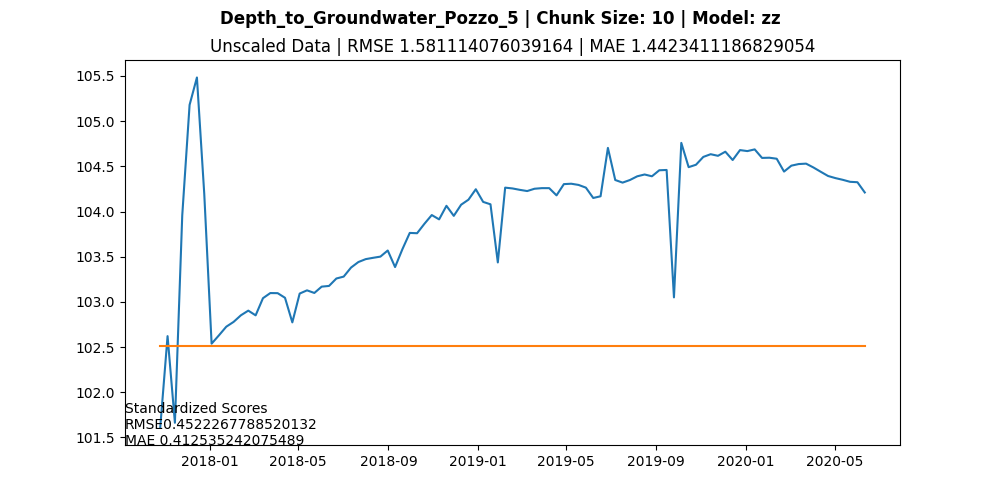 Depth_to_Groundwater_Pozzo_5 | Chunk Size: 10 | Model: zz
Unscaled Data | RMSE 1.581114076039164 | MAE 1.4423411186829054
105.5
105.0
104.5
104.0
103.5
103.0
102.5
102.0
101.5
Standardized Scores
RMSE0.4522267788520132
MAE 0.412535242075489
2018-01 2018-05 2018-09 2019-01 2019-05 2019-09 2020-01 2020-05